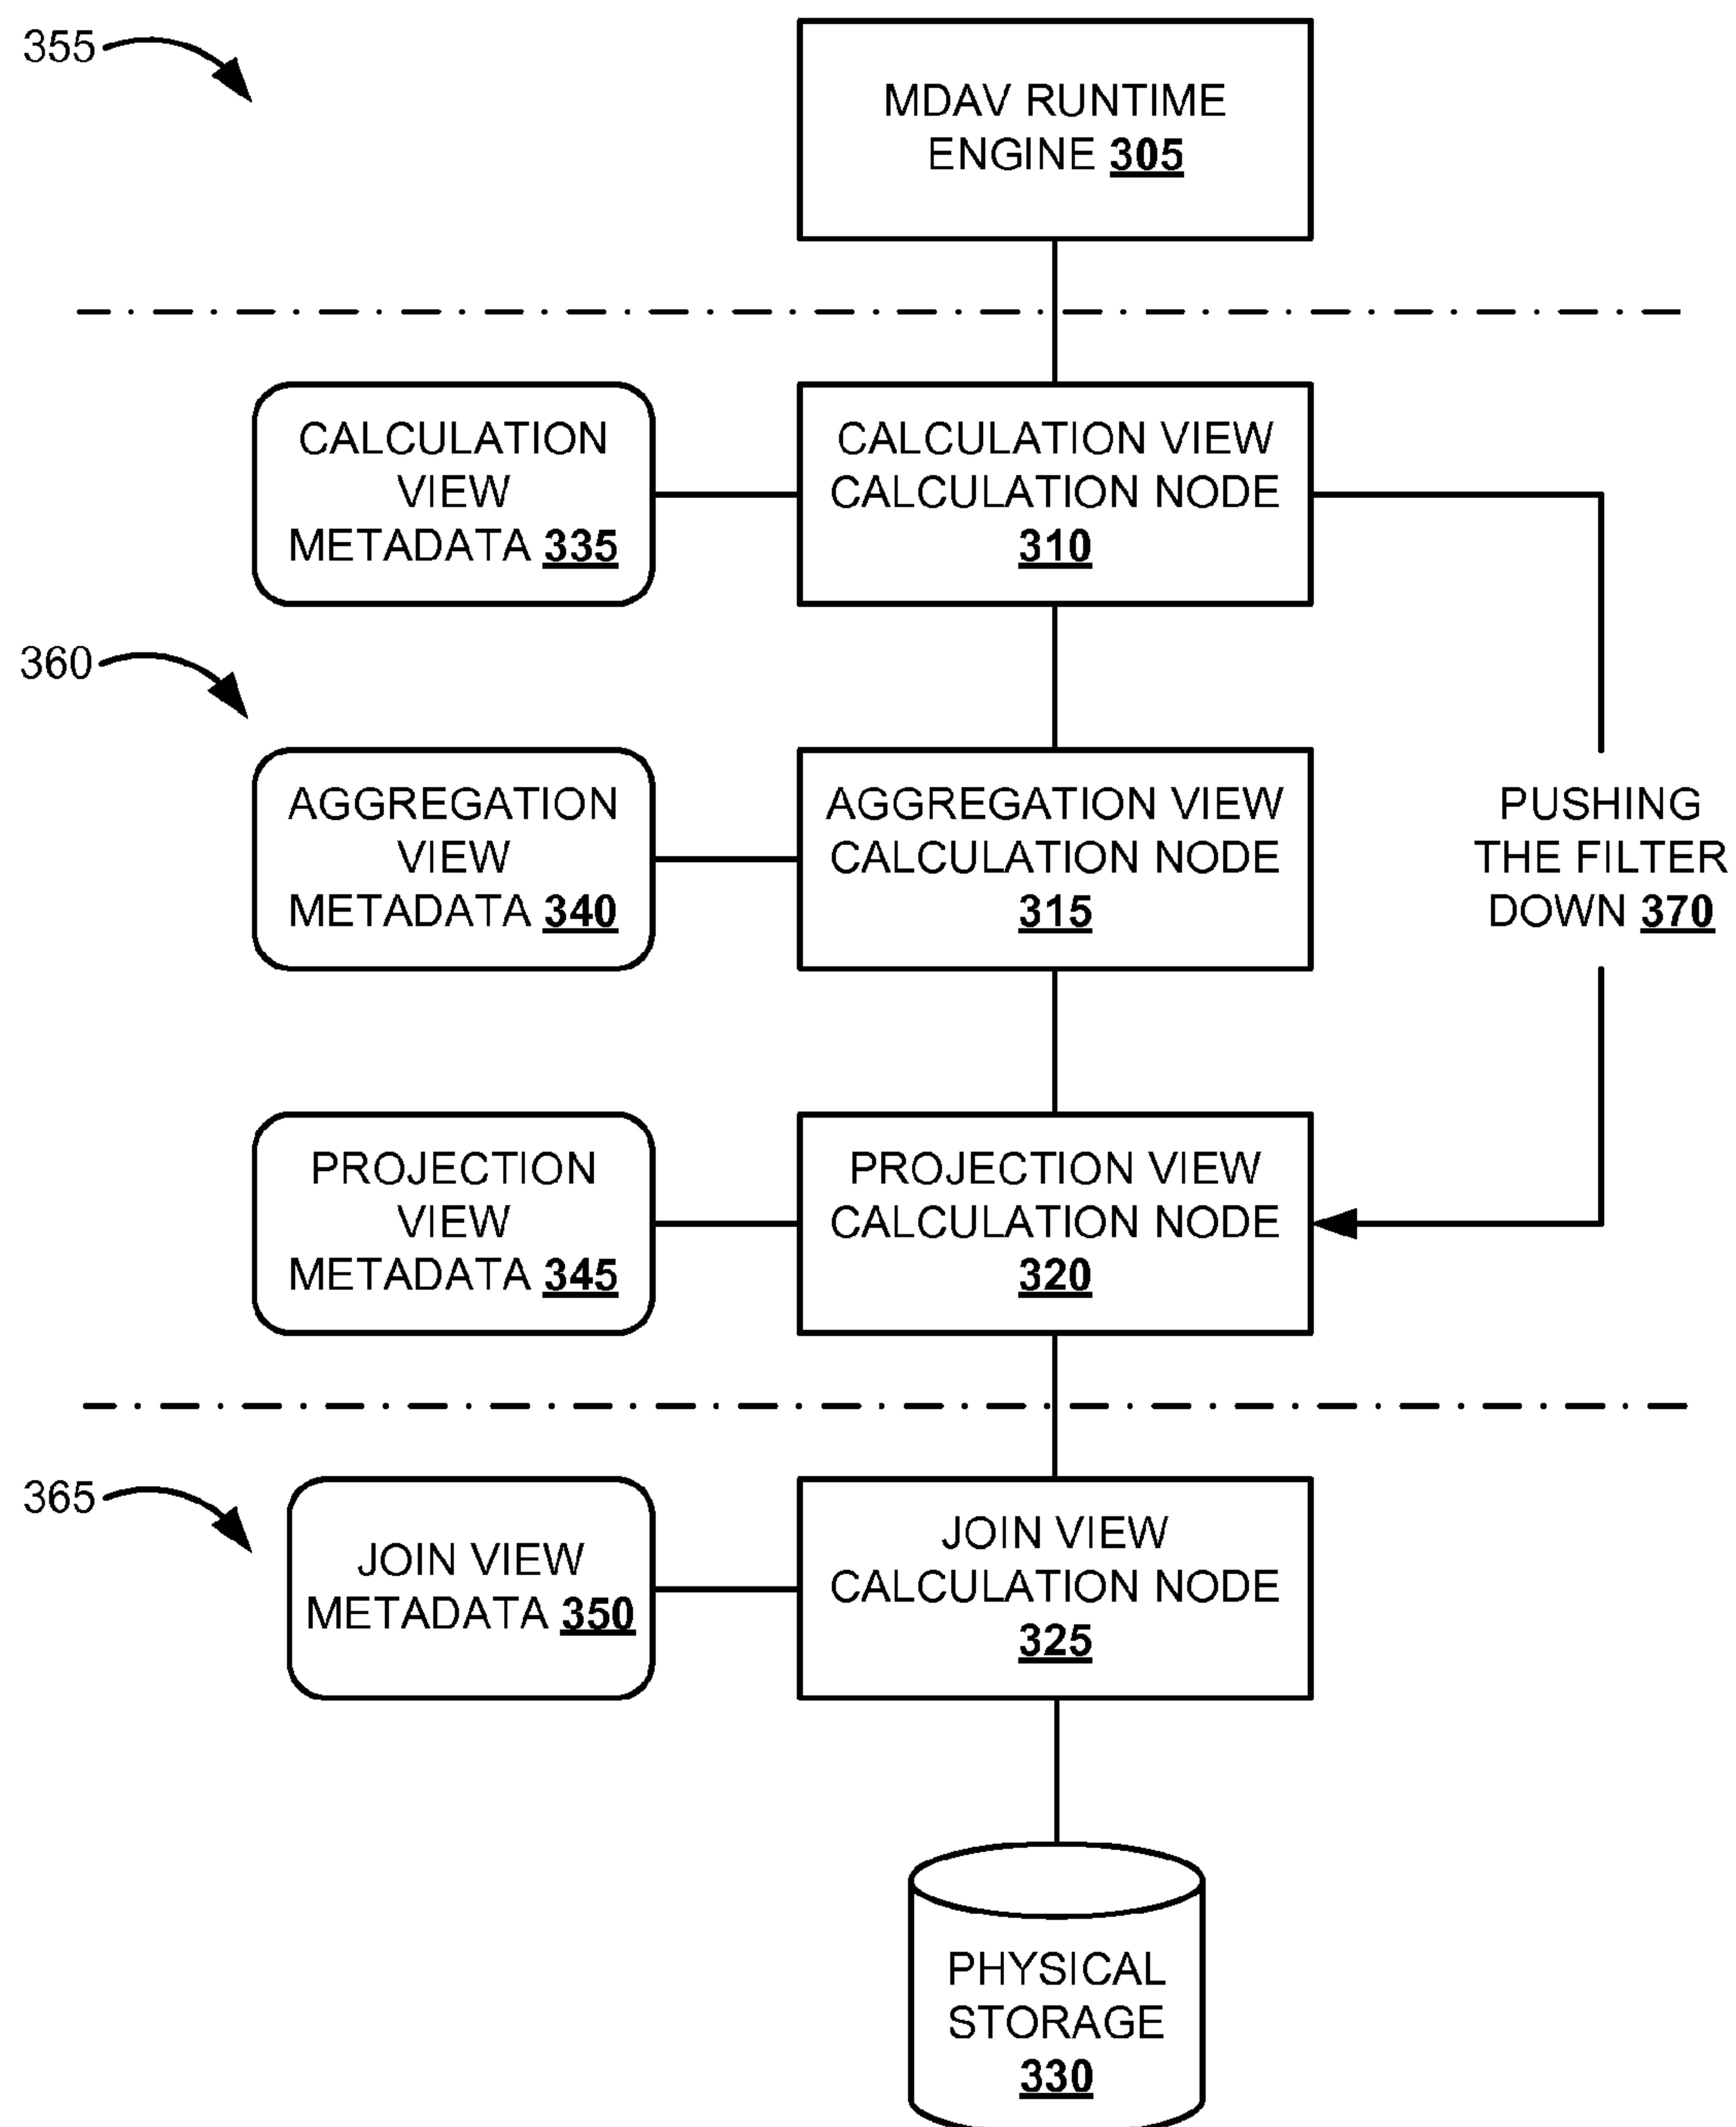 355
MDAV RUNTIME
ENGINE 305
CALCULATION
VIEW
METADATA 335
CALCULATION VIEW
CALCULATION NODE
310
360
AGGREGATION
VIEW
METADATA 340
AGGREGATION VIEW
CALCULATION NODE
315
PUSHING
THE FILTER
DOWN 370
PROJECTION
VIEW
METADATA 345
PROJECTION VIEW
CALCULATION NODE
320
365
JOIN VIEW
METADATA 350
JOIN VIEW
CALCULATION NODE
325
PHYSICAL
STORAGE
330